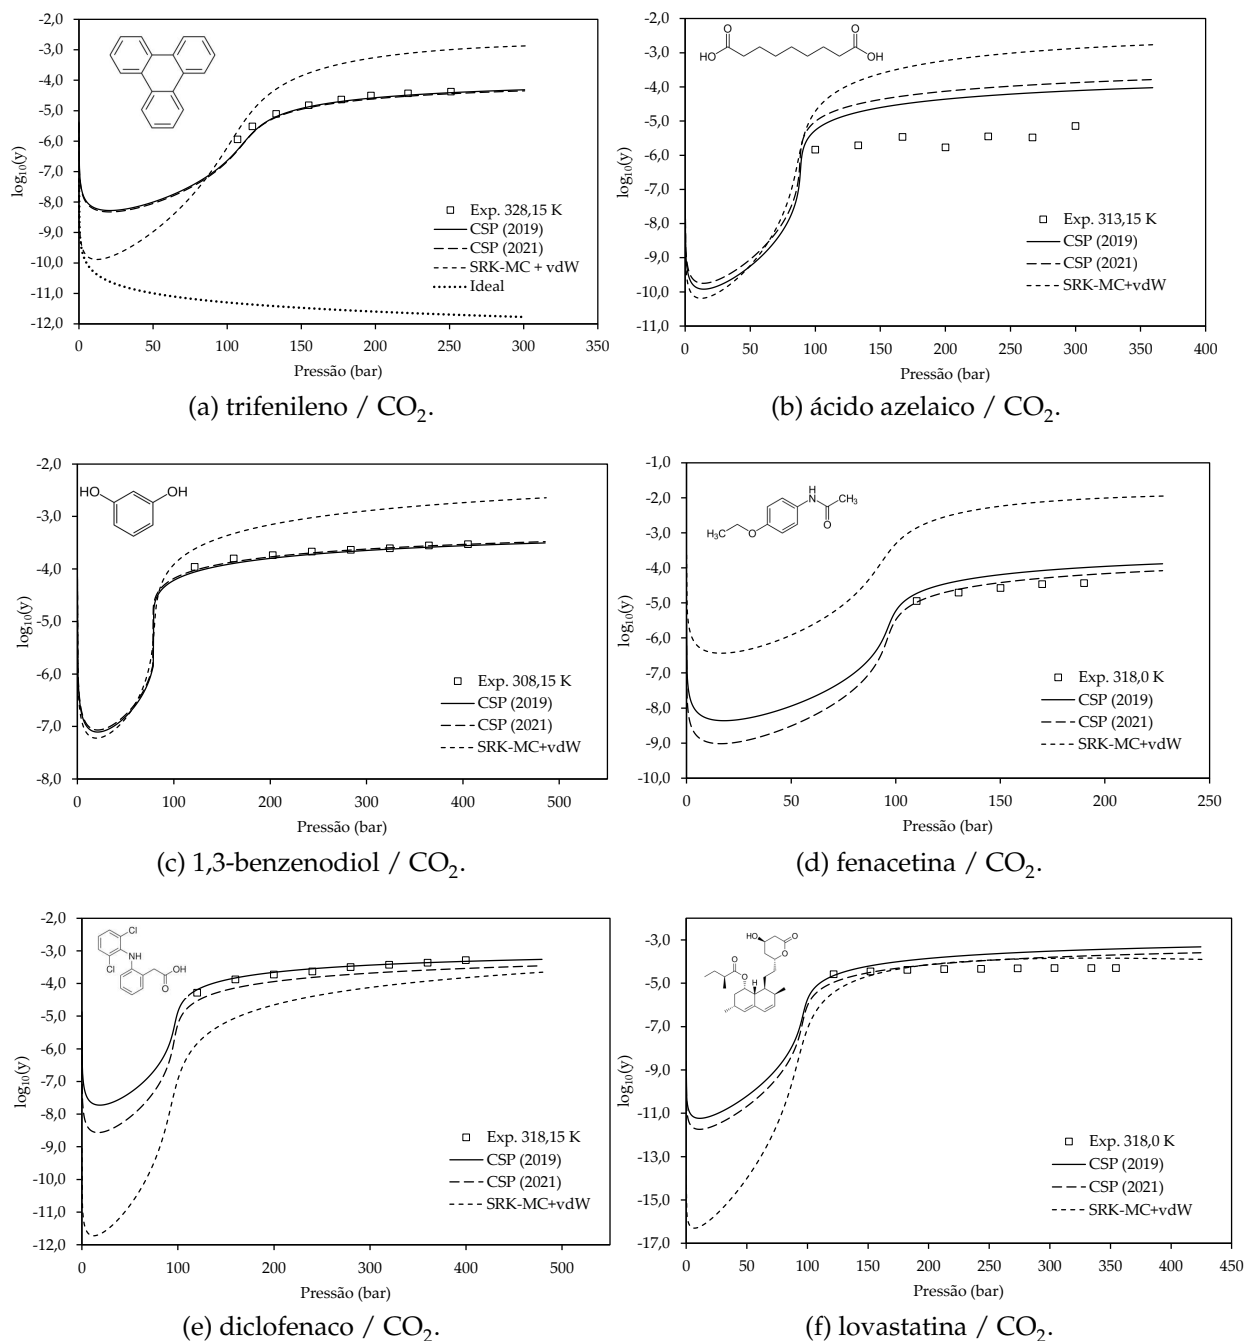 -2,0
-3,0
-4,0
-5,0
-6,0
-7,0
-8,0
-9,0
-10,0
-11,0
-12,0
log₁₀(y)
Exp. 328,15 K
CSP (2019)
CSP (2021)
SRK-MC + vdW
Ideal
0 50 100 150 200 250 300 350
Pressão (bar)
(a) trifenileno / CO₂.
-2,0
-3,0
-4,0
-5,0
-6,0
-7,0
-8,0
-9,0
-10,0
-11,0
log₁₀(y)
O O
HO OH
Exp. 313,15 K
CSP (2019)
CSP (2021)
SRK-MC+vdW
0 50 100 150 200 250 300 350 400
Pressão (bar)
(b) ácido azelaico / CO₂.
-2,0
-3,0
-4,0
-5,0
-6,0
-7,0
-8,0
log₁₀(y)
HO OH
Exp. 308,15 K
CSP (2019)
CSP (2021)
SRK-MC+vdW
0 100 200 300 400 500
Pressão (bar)
(c) 1,3-benzenodiol / CO₂.
-1,0
-2,0
-3,0
-4,0
-5,0
-6,0
-7,0
-8,0
-9,0
-10,0
log₁₀(y)
H
N CH₃
O
H₃C O
Exp. 318,0 K
CSP (2019)
CSP (2021)
SRK-MC+vdW
0 50 100 150 200 250
Pressão (bar)
(d) fenacetina / CO₂.
-2,0
-3,0
-4,0
-5,0
-6,0
-7,0
-8,0
-9,0
-10,0
-11,0
-12,0
log₁₀(y)
Cl
NH
Cl
OH
O
Exp. 318,15 K
CSP (2019)
CSP (2021)
SRK-MC+vdW
0 100 200 300 400 500
Pressão (bar)
(e) diclofenaco / CO₂.
-3,0
-5,0
-7,0
-9,0
-11,0
-13,0
-15,0
-17,0
log₁₀(y)
HO O
O
O
O
H
Exp. 318,0 K
CSP (2019)
CSP (2021)
SRK-MC+vdW
0 50 100 150 200 250 300 350 400 450
Pressão (bar)
(f) lovastatina / CO₂.